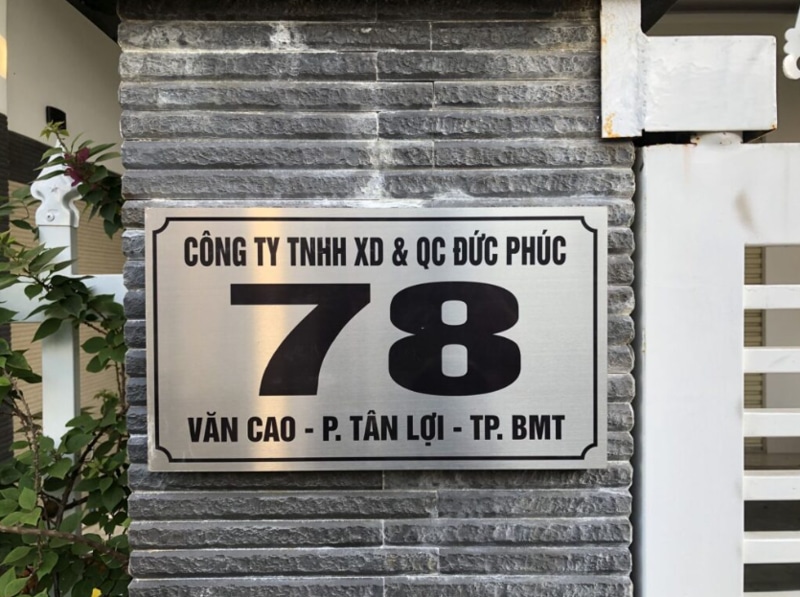 CÔNG TY TNHH XD & QC ĐỨC PHÚC
78
VĂN CAO - P. TÂN LỢI - TP. BMT